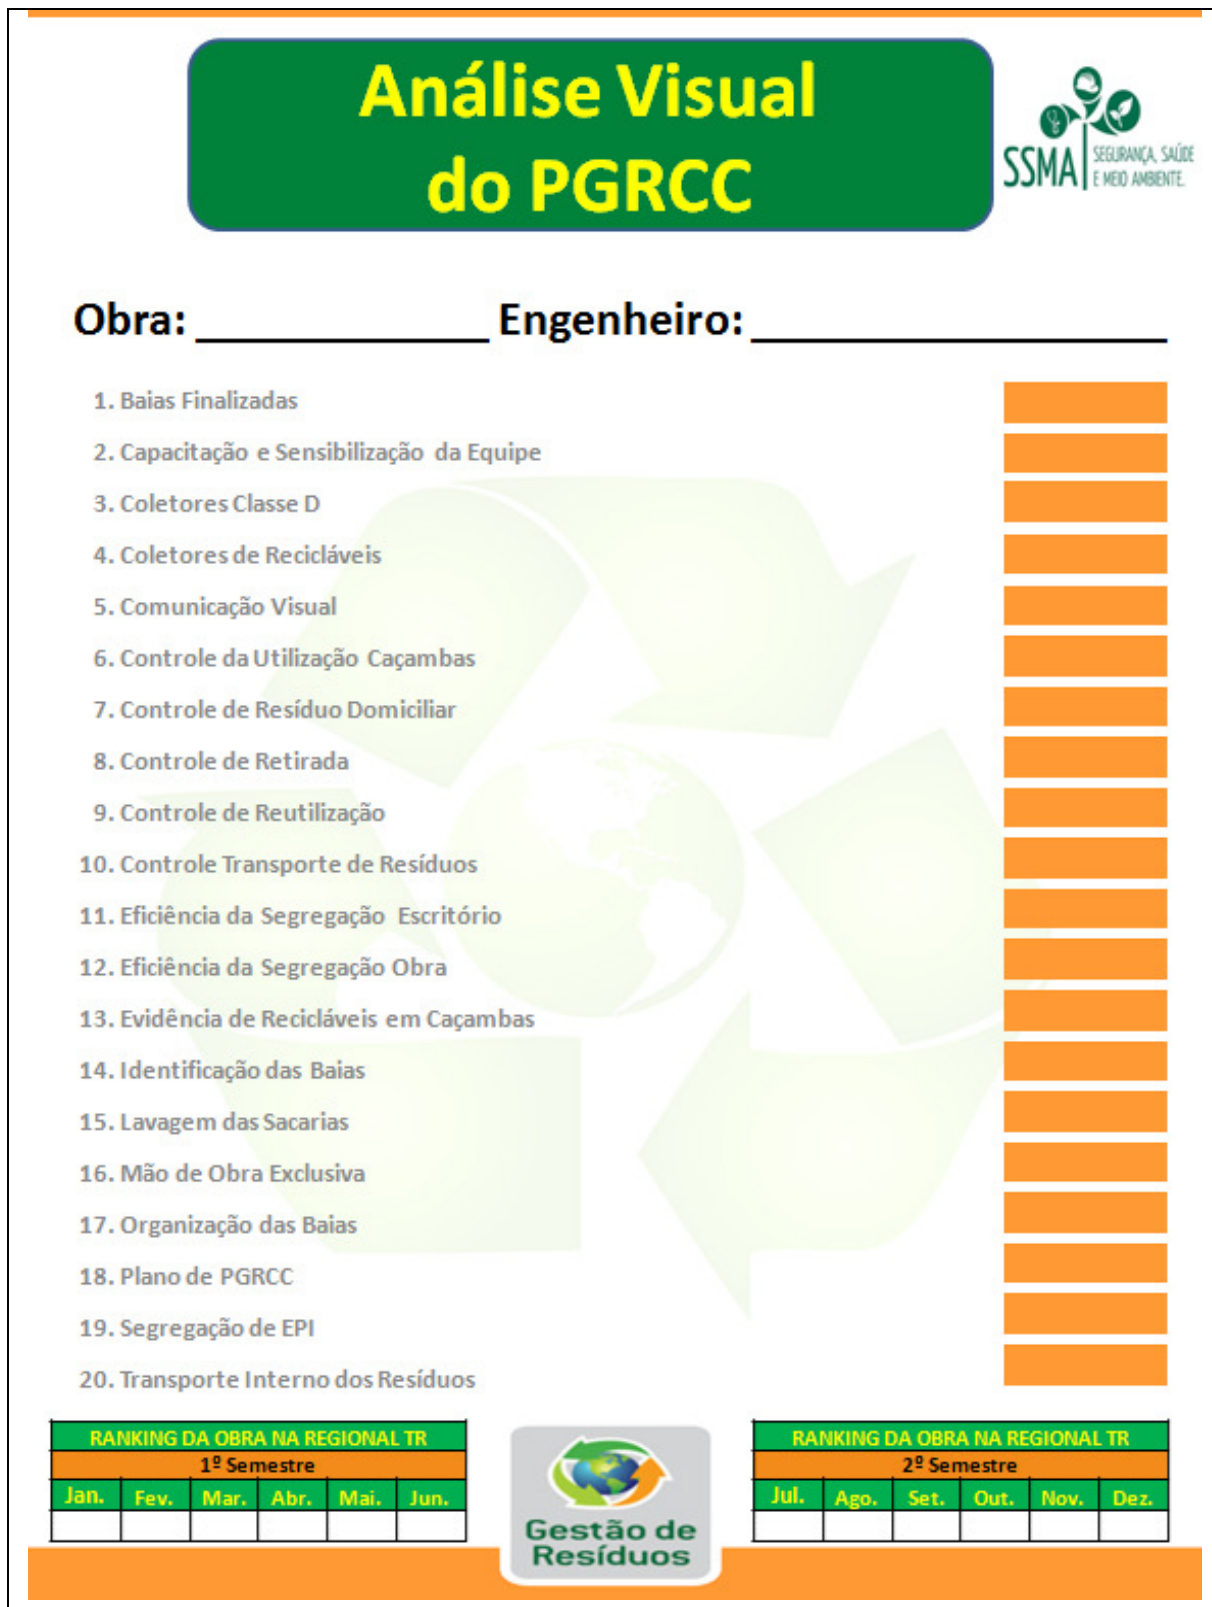 Análise Visual
do PGRCC
SSMA
SEGURANÇA, SAÚDE
E MEIO AMBIENTE.
Obra: ____________ Engenheiro: _________________
1. Baias Finalizadas
2. Capacitação e Sensibilização da Equipe
3. Coletores Classe D
4. Coletores de Recicláveis
5. Comunicação Visual
6. Controle da Utilização Caçambas
7. Controle de Resíduo Domiciliar
8. Controle de Retirada
9. Controle de Reutilização
10. Controle Transporte de Resíduos
11. Eficiência da Segregação Escritório
12. Eficiência da Segregação Obra
13. Evidência de Recicláveis em Caçambas
14. Identificação das Baias
15. Lavagem das Sacarias
16. Mão de Obra Exclusiva
17. Organização das Baias
18. Plano de PGRCC
19. Segregação de EPI
20. Transporte Interno dos Resíduos
RANKING DA OBRA NA REGIONAL TR
1º Semestre
Jan. Fev. Mar. Abr. Mai. Jun.
Gestão de
Resíduos
RANKING DA OBRA NA REGIONAL TR
2º Semestre
Jul. Ago. Set. Out. Nov. Dez.